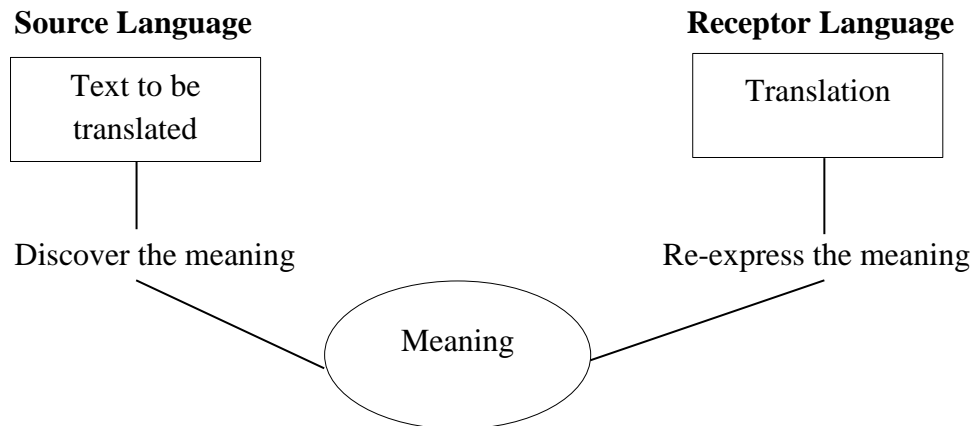 Source Language
Receptor Language
Text to be
translated
Translation
Discover the meaning
Re-express the meaning
Meaning